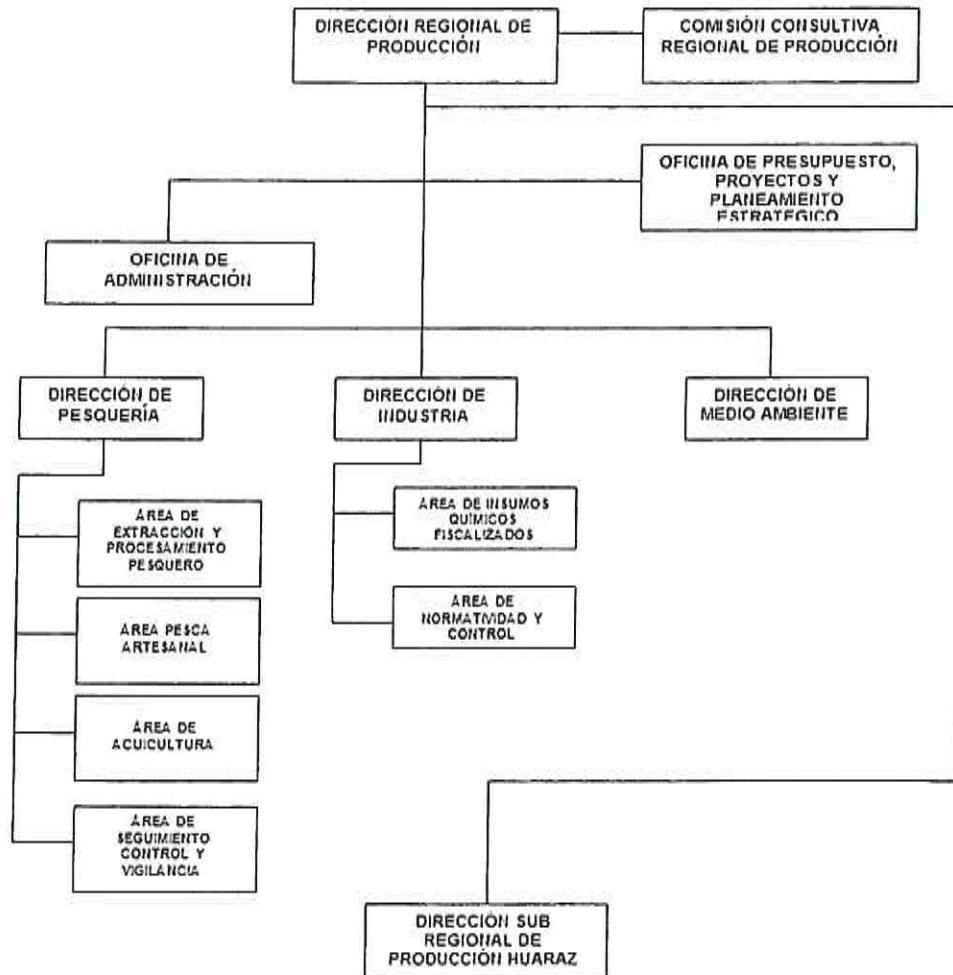 DIRECCIÓN REGIONAL DE
PRODUCCIÓN
COMISIÓN CONSULTIVA
REGIONAL DE PRODUCCIÓN
OFICINA DE PRESUPUESTO,
PROYECTOS Y
PLANEAMIENTO
ESTRATEGICO
OFICINA DE
ADMINISTRACIÓN
DIRECCIÓN DE
PESQUERÍA
DIRECCIÓN DE
INDUSTRIA
DIRECCIÓN DE
MEDIO AMBIENTE
ÁREA DE
EXTRACCIÓN Y
PROCESAMIENTO
PESQUERO
ÁREA DE INSUMOS
QUÍMICOS
FISCALIZADOS
ÁREA PESCA
ARTESANAL
ÁREA DE
NORMATIVIDAD Y
CONTROL
ÁREA DE
ACUICULTURA
ÁREA DE
SEGUIMIENTO
CONTROL Y
VIGILANCIA
DIRECCIÓN SUB
REGIONAL DE
PRODUCCIÓN HUARAZ